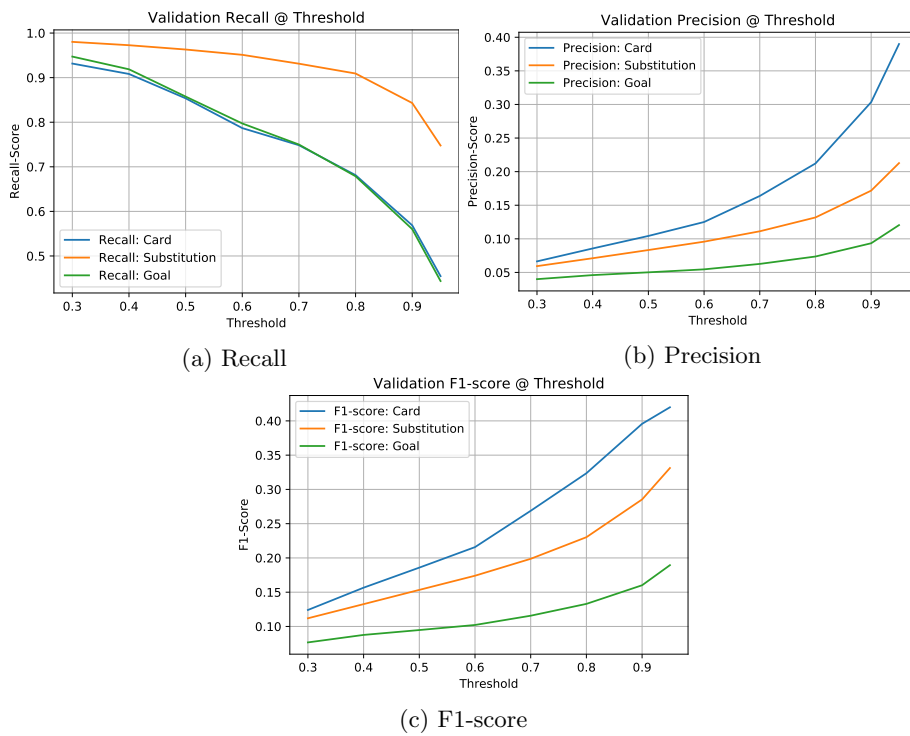 Validation Recall @ Threshold
1.0
0.9
0.8
0.7
0.6
0.5
Recall-Score
Recall: Card
Recall: Substitution
Recall: Goal
0.3 0.4 0.5 0.6 0.7 0.8 0.9
Threshold
(a) Recall
Validation Precision @ Threshold
0.40
0.35
0.30
0.25
0.20
0.15
0.10
0.05
Precision-Score
Precision: Card
Precision: Substitution
Precision: Goal
0.3 0.4 0.5 0.6 0.7 0.8 0.9
Threshold
(b) Precision
Validation F1-score @ Threshold
0.40
0.35
0.30
0.25
0.20
0.15
0.10
F1-Score
F1-score: Card
F1-score: Substitution
F1-score: Goal
0.3 0.4 0.5 0.6 0.7 0.8 0.9
Threshold
(c) F1-score